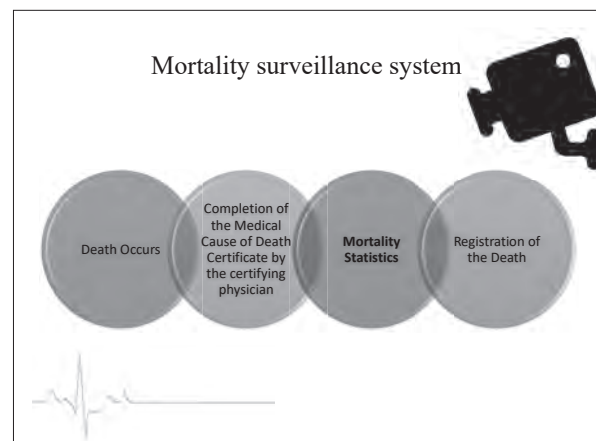 Mortality surveillance system
Death Occurs
Completion of
the Medical
Cause of Death
Certificate by
the certifying
physician
Mortality
Statistics
Registration of
the Death